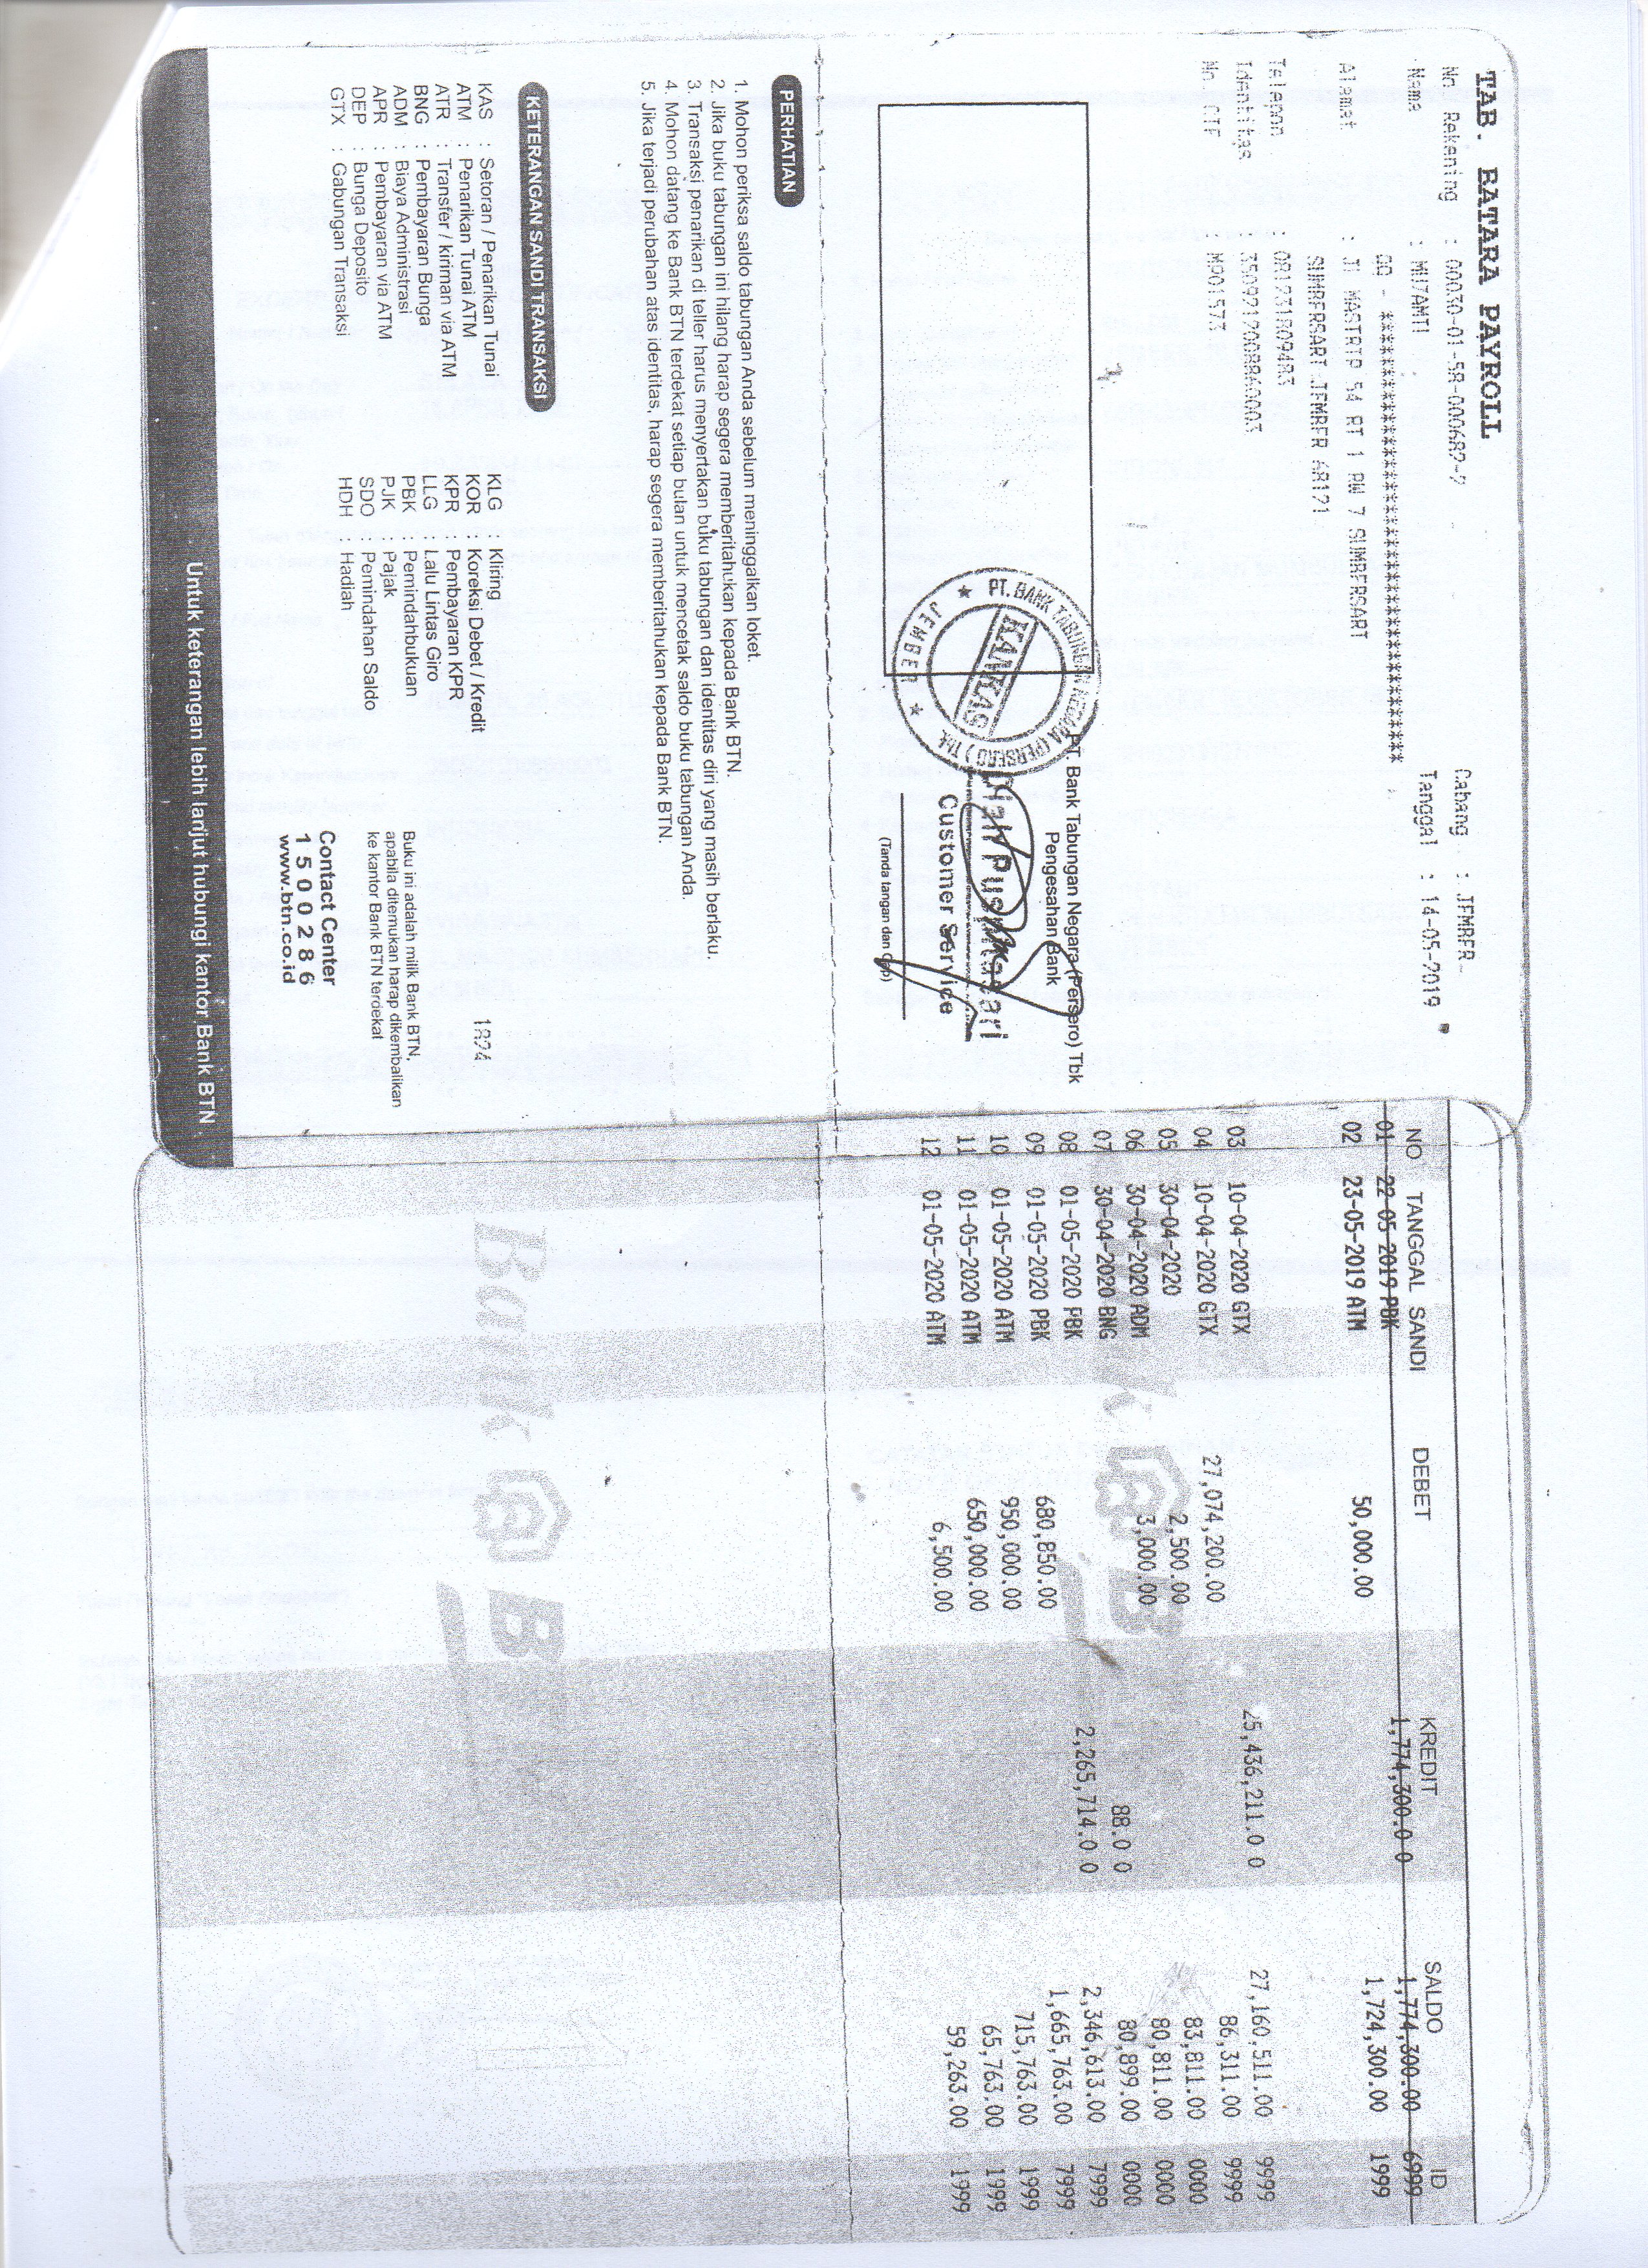 TAB. BATARA PAYROLL
No. Rekening : 00030-01-58-000682-7
Cabang : JEMBER
Nama : MUZAMTI
Tanggal : 14-05-2019
QQ - ****************************************
Alamat : JL MASTRIP 54 RT 1 RW 7 SUMBERSARI
SUMBERSARI JEMBER 68121
Telepon : 081231809483
Identitas : 3509212008860003
No CIF : M901573
PT. Bank Tabungan Negara (Persero) Tbk
Pengesahan Bank
PT. BANK TABUNGAN NEGARA (PERSERO) Tbk.
KANKAS
★ JEMBER ★
Customer Service
(Tanda tangan dan Cap)
PERHATIAN
1. Mohon periksa saldo tabungan Anda sebelum meninggalkan loket.
2. Jika buku tabungan ini hilang harap segera memberitahukan kepada Bank BTN.
3. Transaksi penarikan di teller harus menyertakan buku tabungan dan identitas diri yang masih berlaku.
4. Mohon datang ke Bank BTN terdekat setiap bulan untuk mencetak saldo buku tabungan Anda.
5. Jika terjadi perubahan atas identitas, harap segera memberitahukan kepada Bank BTN.
KETERANGAN SANDI TRANSAKSI
KAS : Setoran / Penarikan Tunai
ATM : Penarikan Tunai ATM
ATR : Transfer / kiriman via ATM
BNG : Pembayaran Bunga
ADM : Biaya Administrasi
APR : Pembayaran via ATM
DEP : Bunga Deposito
GTX : Gabungan Transaksi
KLG : Kliring
KOR : Koreksi Debet / Kredit
KPR : Pembayaran KPR
LLG : Lalu Lintas Giro
PBK : Pemindahbukuan
PJK : Pajak
SDO : Pemindahan Saldo
HDH : Hadiah
1824
Buku ini adalah milik Bank BTN,
apabila ditemukan harap dikembalikan
ke kantor Bank BTN terdekat
Contact Center
1 5 0 0 2 8 6
www.btn.co.id
Untuk keterangan lebih lanjut hubungi kantor Bank BTN
NO TANGGAL SANDI DEBET KREDIT SALDO ID
01 22-05-2019 PBK 1,774,300.0 0 1,774,300.00 6999
02 23-05-2019 ATM 50,000.00 1,724,300.00 1999
03 10-04-2020 GTX 25,436,211.0 0 27,160,511.00 9999
04 10-04-2020 GTX 27,074,200.00 86,311.00 9999
05 30-04-2020 2,500.00 83,811.00 0000
06 30-04-2020 ADM 3,000.00 80,811.00 0000
07 30-04-2020 BNG 88.0 0 80,899.00 0000
08 01-05-2020 PBK 2,265,714.0 0 2,346,613.00 7999
09 01-05-2020 PBK 680,850.00 1,665,763.00 7999
10 01-05-2020 ATM 950,000.00 715,763.00 1999
11 01-05-2020 ATM 650,000.00 65,763.00 1999
12 01-05-2020 ATM 6,500.00 59,263.00 1999
Bank B